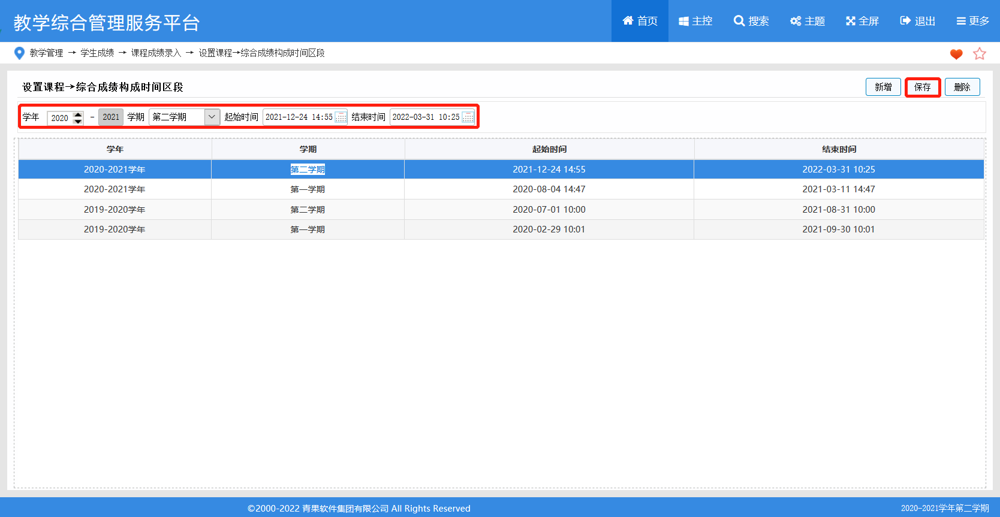 教学综合管理服务平台
首页 主控 搜索 主题 全屏 退出 更多
教学管理 → 学生成绩 → 课程成绩录入 → 设置课程→综合成绩构成时间区段
设置课程→综合成绩构成时间区段
新增 保存 删除
学年 2020 - 2021 学期 第二学期 起始时间 2021-12-24 14:55 结束时间 2022-03-31 10:25
学年 学期 起始时间 结束时间
2020-2021学年 第二学期 2021-12-24 14:55 2022-03-31 10:25
2020-2021学年 第一学期 2020-08-04 14:47 2021-03-11 14:47
2019-2020学年 第二学期 2020-07-01 10:00 2021-08-31 10:00
2019-2020学年 第一学期 2020-02-29 10:01 2021-09-30 10:01
©2000-2022 青果软件集团有限公司 All Rights Reserved
2020-2021学年第二学期